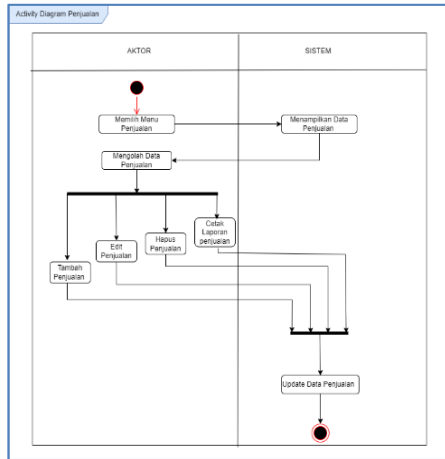 Activity Diagram Penjualan
AKTOR
SISTEM
Memilih Menu
Penjualan
Menampilkan Data
Penjualan
Mengolah Data
Penjualan
Cetak
Laporan
penjualan
Hapus
Penjualan
Edit
Penjualan
Tambah
Penjualan
Update Data Penjualan